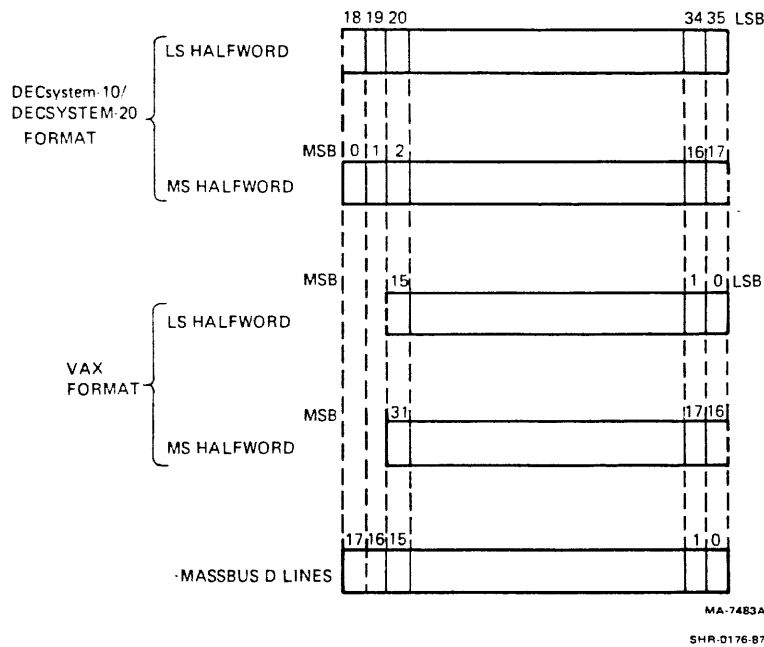 18 19 20 34 35 LSB
LS HALFWORD
DECsystem-10/
DECSYSTEM-20
FORMAT
MSB 0 1 2 16 17
MS HALFWORD
MSB 15 1 0 LSB
LS HALFWORD
VAX
FORMAT
MSB 31 17 16
MS HALFWORD
17 16 15 1 0
MASSBUS D LINES
MA-7483A
SHR-0176-87